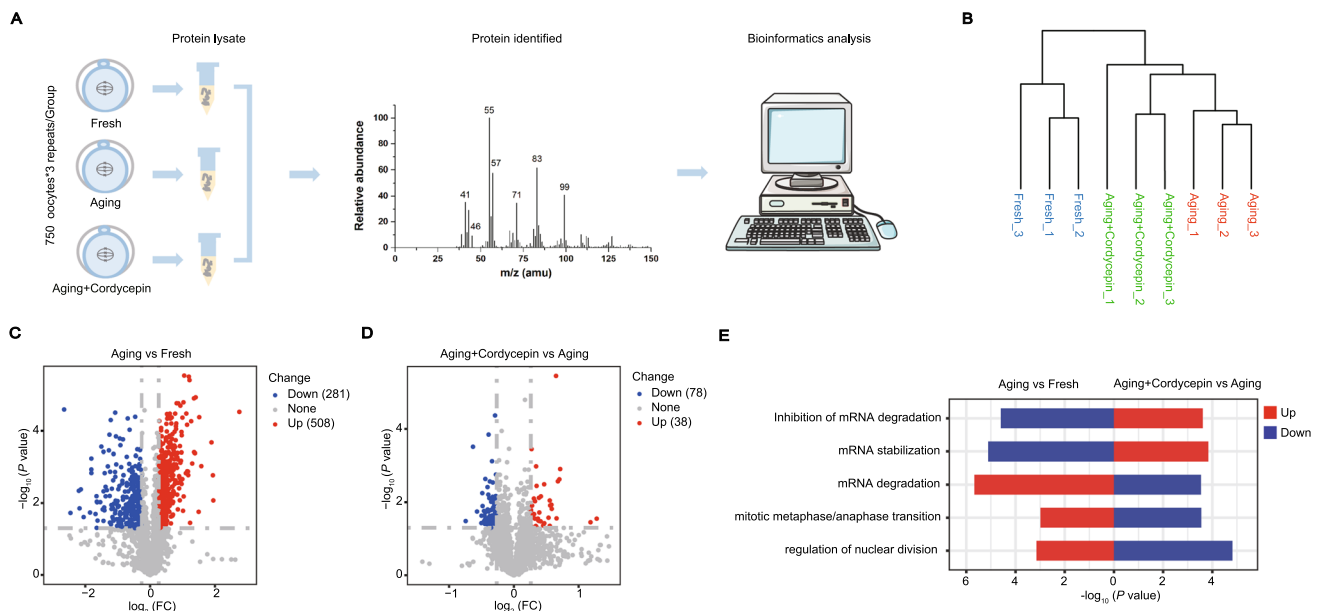 A
Protein lysate
Protein identified
Bioinformatics analysis
750 oocytes*3 repeats/Group
Fresh
Aging
Aging+Cordycepin
Relative abundance
100
80
60
40
20
0
55
57
83
41
46
71
99
0
25
50
75
100
125
150
m/z (amu)
B
Fresh_3
Fresh_1
Fresh_2
Aging+Cordycepin_1
Aging+Cordycepin_2
Aging+Cordycepin_3
Aging_1
Aging_2
Aging_3
C
Aging vs Fresh
−log10 (P value)
4
2
0
−2
0
2
log2 (FC)
Change
Down (281)
None
Up (508)
D
Aging+Cordycepin vs Aging
−log10 (P value)
4
2
0
−1
0
1
log2 (FC)
Change
Down (78)
None
Up (38)
E
Aging vs Fresh
Aging+Cordycepin vs Aging
Up
Down
Inhibition of mRNA degradation
mRNA stabilization
mRNA degradation
mitotic metaphase/anaphase transition
regulation of nuclear division
6
4
2
0
2
4
-log10 (P value)